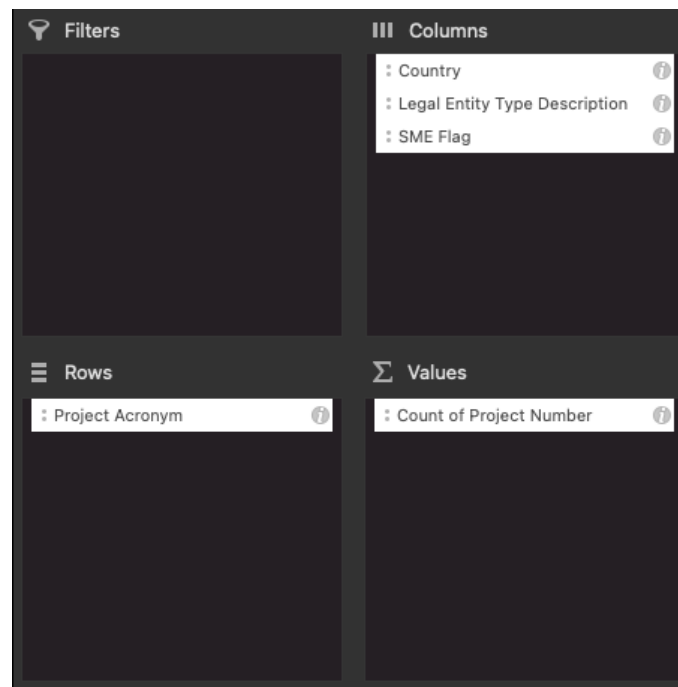 Filters
Columns
Country
Legal Entity Type Description
SME Flag
Rows
Values
Project Acronym
Count of Project Number